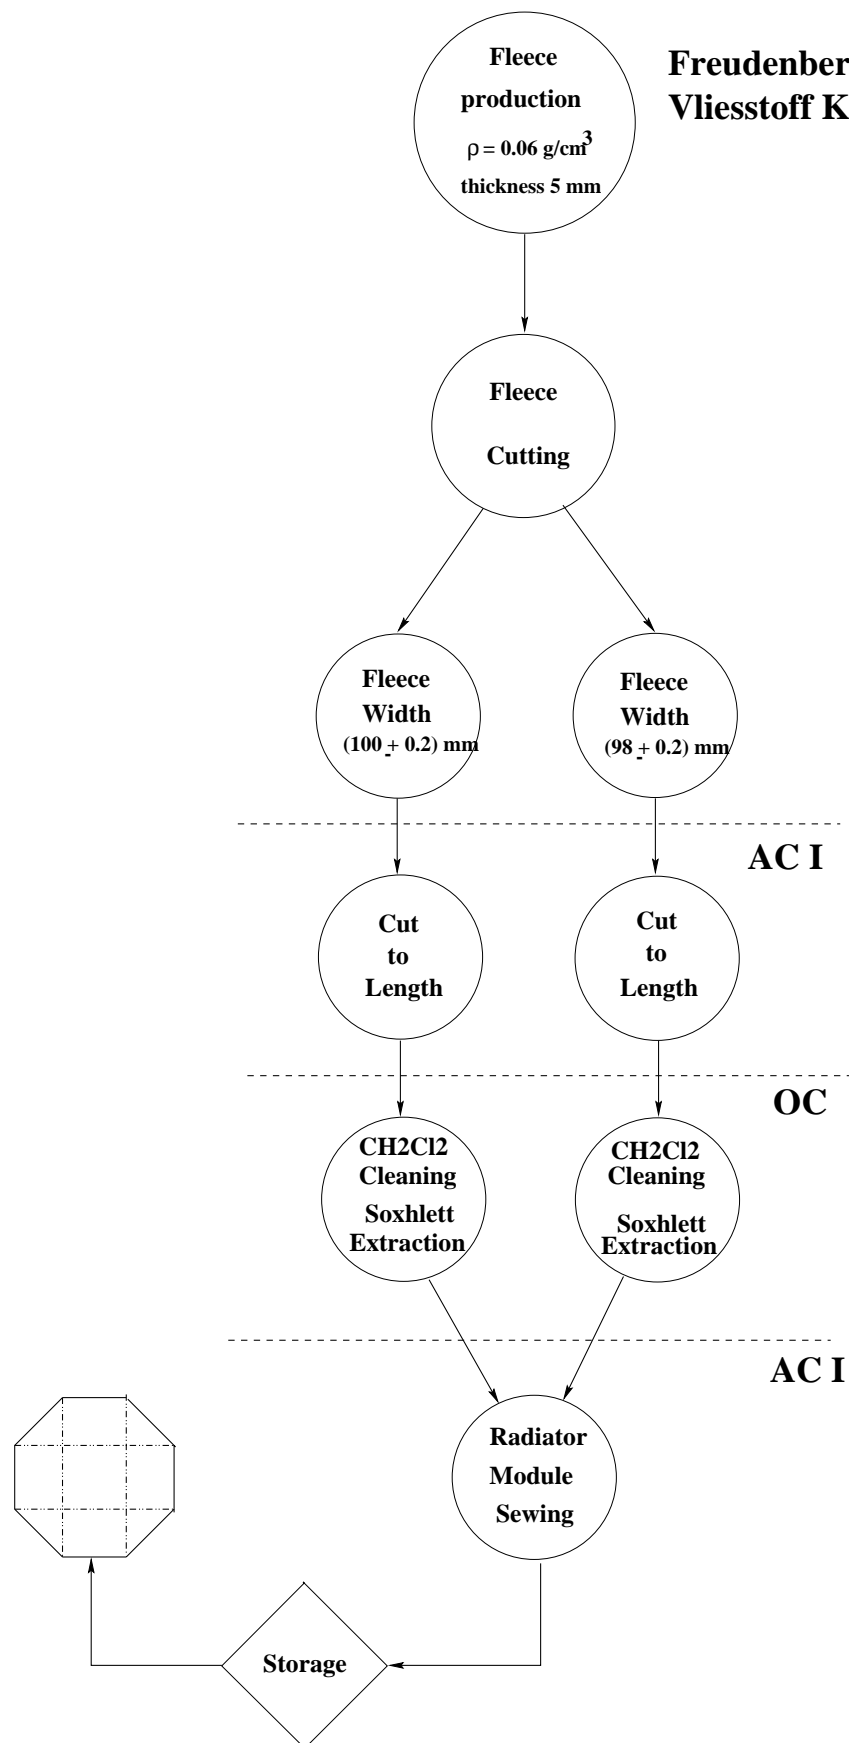 Fleece
production
ρ = 0.06 g/cm3
thickness 5 mm
Freudenber
Vliesstoff K
Fleece
Cutting
Fleece
Width
(100 ± 0.2) mm
Fleece
Width
(98 ± 0.2) mm
AC I
Cut
to
Length
Cut
to
Length
OC
CH2Cl2
Cleaning
Soxhlett
Extraction
CH2Cl2
Cleaning
Soxhlett
Extraction
AC I
Radiator
Module
Sewing
Storage